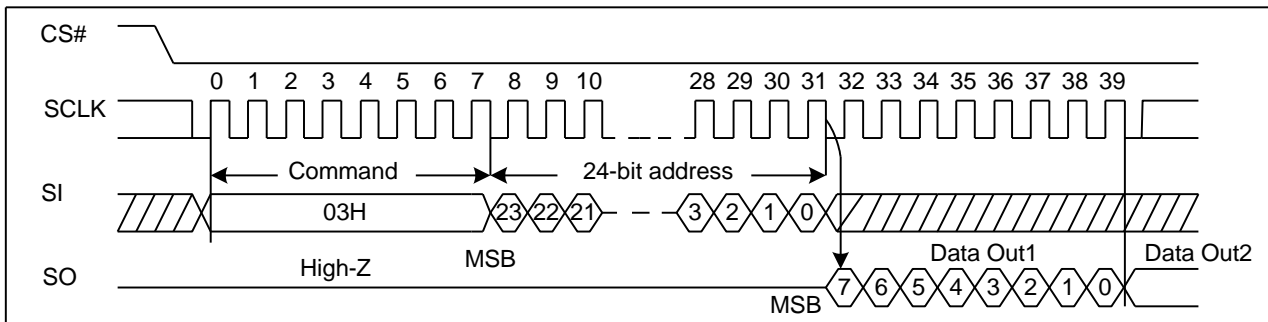 CS#
0 1 2 3 4 5 6 7 8 9 10 28 29 30 31 32 33 34 35 36 37 38 39
SCLK
Command 24-bit address
SI
03H 23 22 21 3 2 1 0
MSB
High-Z Data Out1 Data Out2
SO
MSB 7 6 5 4 3 2 1 0